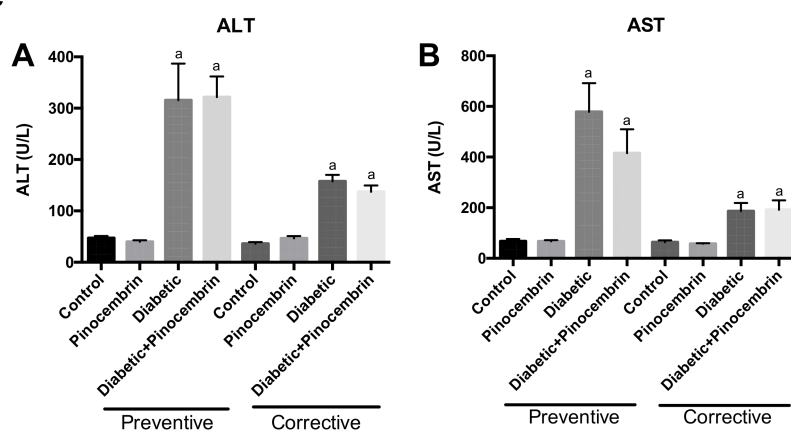 ALT
A
ALT (U/L)
400
300
200
100
0
a
a
a
a
Control
Pinocembrin
Diabetic
Diabetic+Pinocembrin
Control
Pinocembrin
Diabetic
Diabetic+Pinocembrin
Preventive
Corrective
AST
B
AST (U/L)
800
600
400
200
0
a
a
a
a
Control
Pinocembrin
Diabetic
Diabetic+Pinocembrin
Control
Pinocembrin
Diabetic
Diabetic+Pinocembrin
Preventive
Corrective